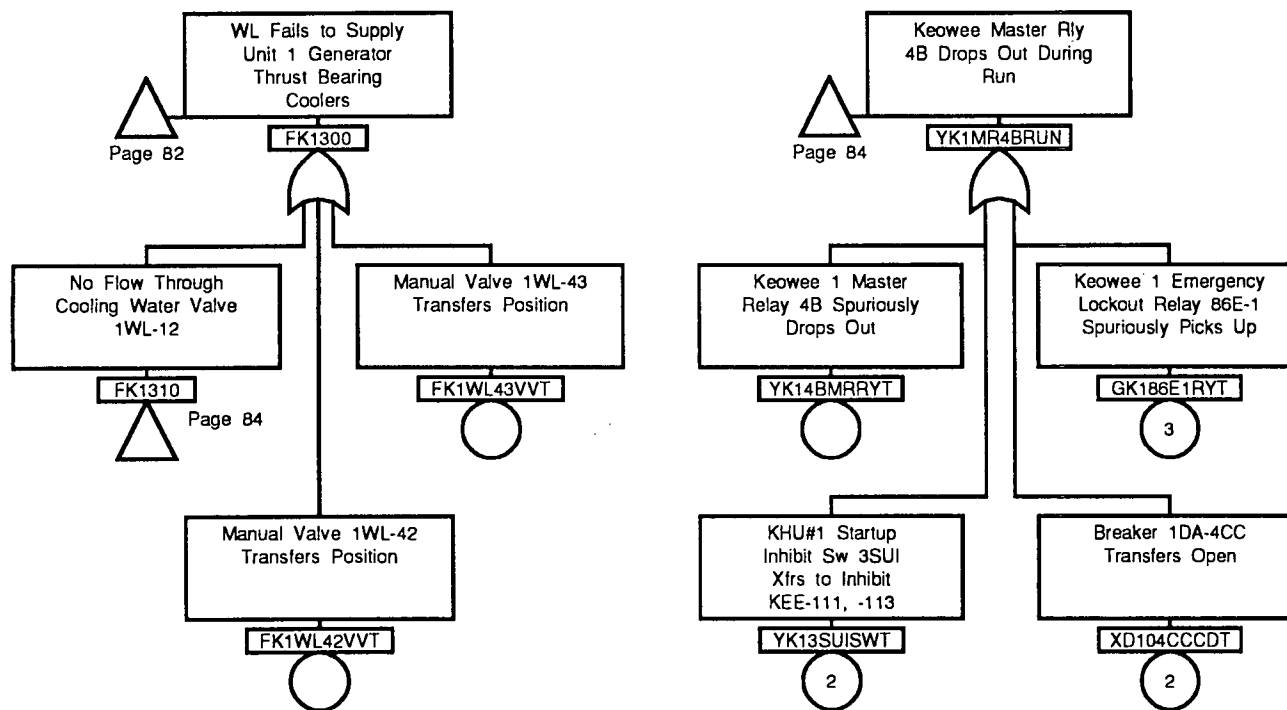 WL Fails to Supply
Unit 1 Generator
Thrust Bearing
Coolers
Page 82
FK1300
No Flow Through
Cooling Water Valve
1WL-12
FK1310
Page 84
Manual Valve 1WL-43
Transfers Position
FK1WL43VVT
Manual Valve 1WL-42
Transfers Position
FK1WL42VVT
Keowee Master Rly
4B Drops Out During
Run
Page 84
YK1MR4BRUN
Keowee 1 Master
Relay 4B Spuriously
Drops Out
YK14BMRRYT
Keowee 1 Emergency
Lockout Relay 86E-1
Spuriously Picks Up
GK186E1RYT
3
KHU#1 Startup
Inhibit Sw 3SUI
Xfrs to Inhibit
KEE-111, -113
YK13SUISWT
2
Breaker 1DA-4CC
Transfers Open
XD104CCCDT
2